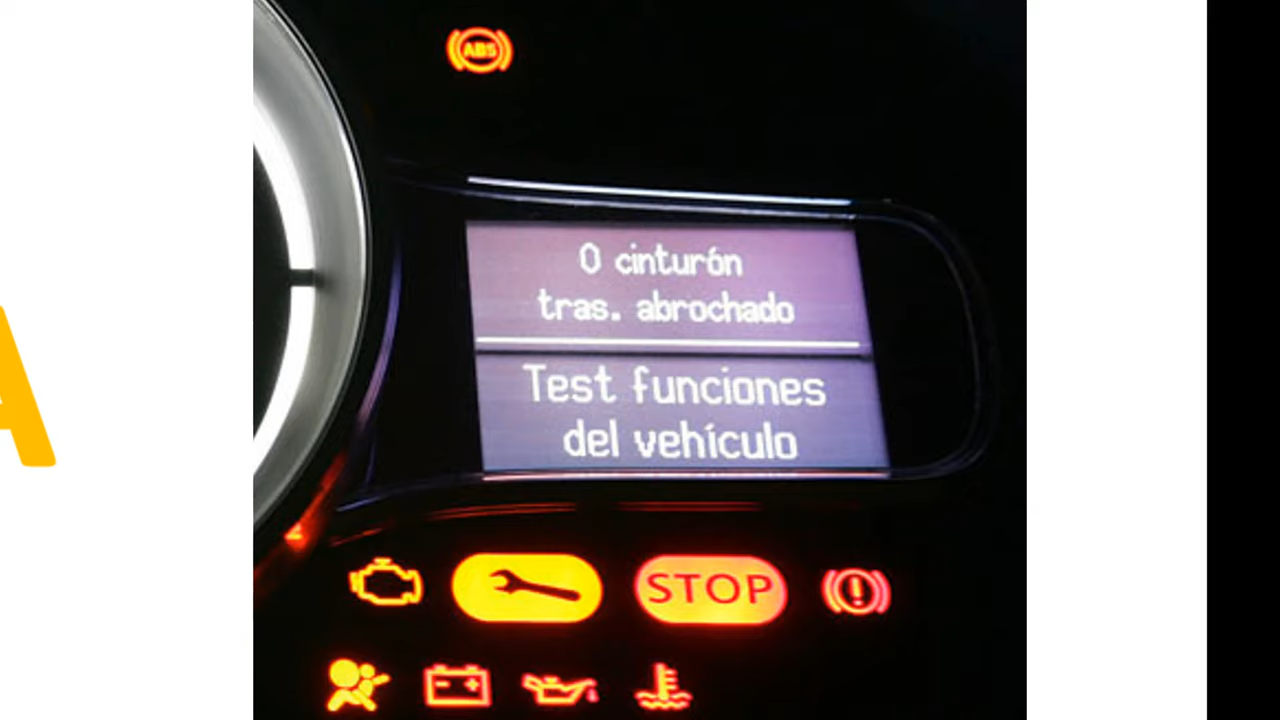 A
ABS
0 cinturón
tras. abrochado
Test funciones
del vehículo
STOP